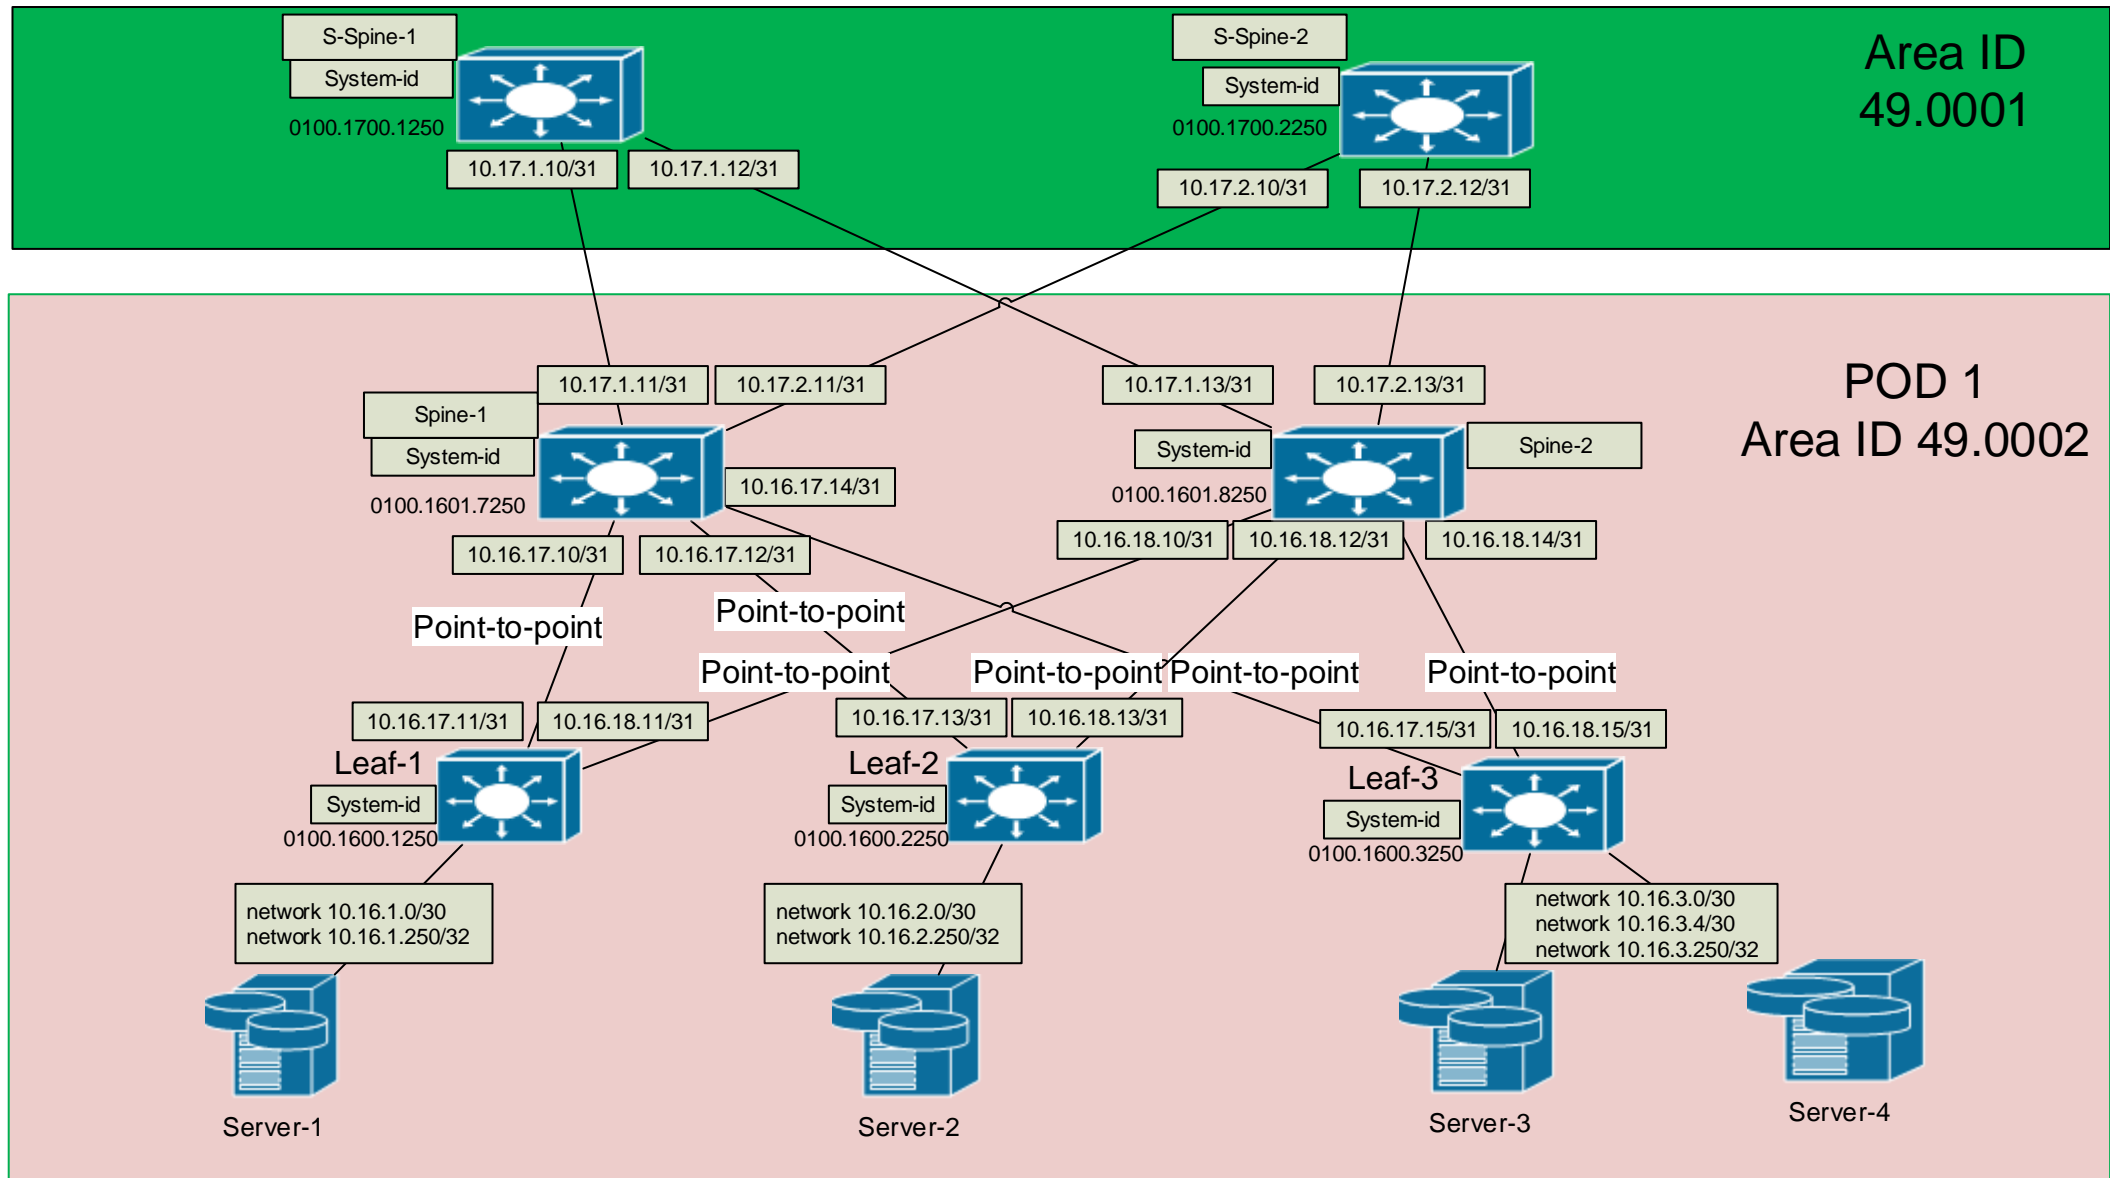 S-Spine-1
System-id
0100.1700.1250
10.17.1.10/31
10.17.1.12/31
S-Spine-2
System-id
0100.1700.2250
10.17.2.10/31
10.17.2.12/31
Area ID
49.0001
10.17.1.11/31
10.17.2.11/31
10.17.1.13/31
10.17.2.13/31
POD 1
Area ID 49.0002
Spine-1
System-id
0100.1601.7250
10.16.17.14/31
10.16.17.10/31
10.16.17.12/31
System-id
Spine-2
0100.1601.8250
10.16.18.10/31
10.16.18.12/31
10.16.18.14/31
Point-to-point
Point-to-point
Point-to-point
Point-to-point
Point-to-point
Point-to-point
10.16.17.11/31
10.16.18.11/31
10.16.17.13/31
10.16.18.13/31
10.16.17.15/31
10.16.18.15/31
Leaf-1
System-id
0100.1600.1250
Leaf-2
System-id
0100.1600.2250
Leaf-3
System-id
0100.1600.3250
network 10.16.1.0/30
network 10.16.1.250/32
network 10.16.2.0/30
network 10.16.2.250/32
network 10.16.3.0/30
network 10.16.3.4/30
network 10.16.3.250/32
Server-1
Server-2
Server-3
Server-4